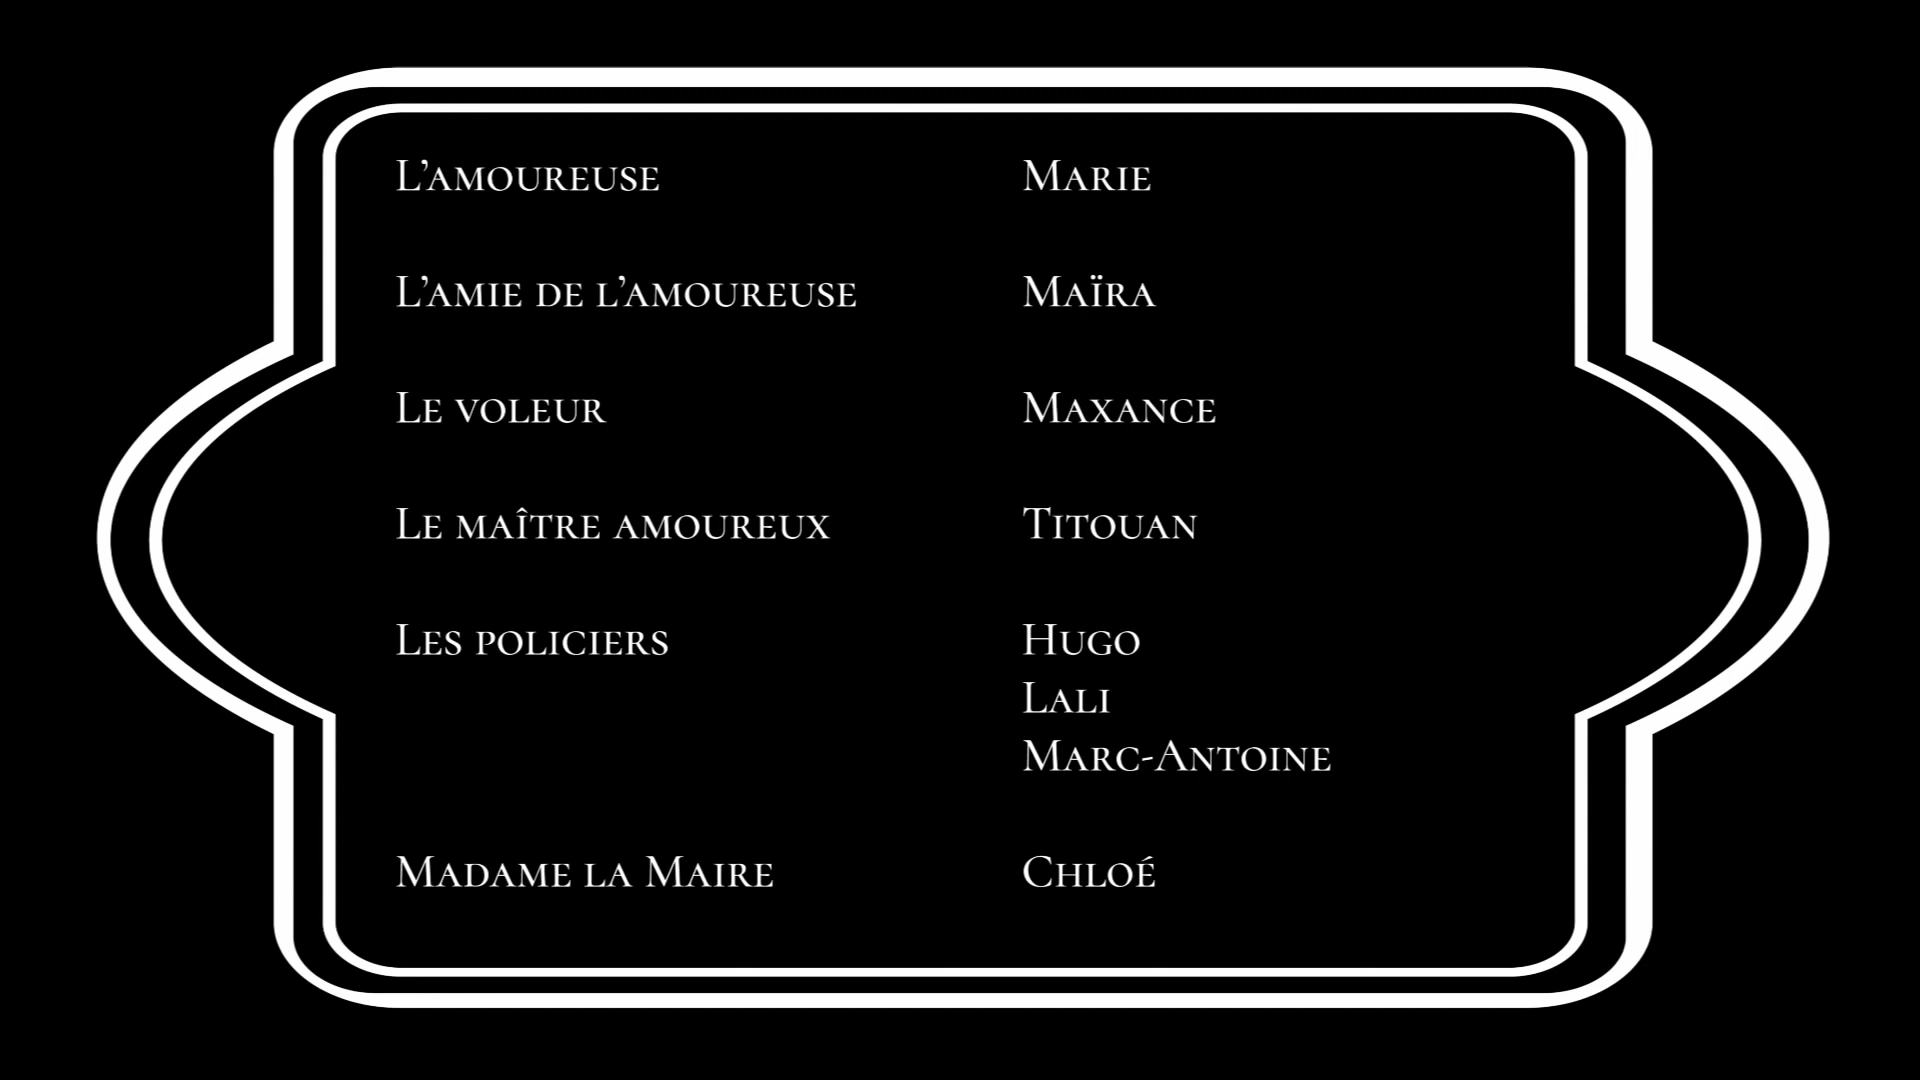 L’amoureuse Marie
L’amie de l’amoureuse Maïra
Le voleur Maxance
Le maître amoureux Titouan
Les policiers Hugo
Lali
Marc-Antoine
Madame la Maire Chloé